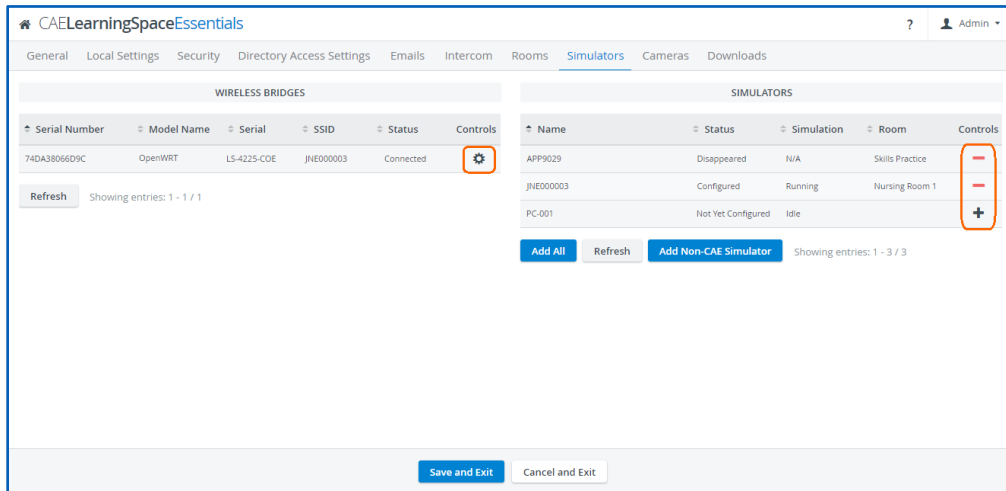 CAELearningSpaceEssentials ? Admin
General Local Settings Security Directory Access Settings Emails Intercom Rooms Simulators Cameras Downloads
WIRELESS BRIDGES
Serial Number Model Name Serial SSID Status Controls
74DA38066D9C OpenWRT LS-4225-COE JNE000003 Connected
Refresh Showing entries: 1 - 1 / 1
SIMULATORS
Name Status Simulation Room Controls
APP9029 Disappeared N/A Skills Practice
JNE000003 Configured Running Nursing Room 1
PC-001 Not Yet Configured Idle
Add All Refresh Add Non-CAE Simulator Showing entries: 1 - 3 / 3
Save and Exit Cancel and Exit